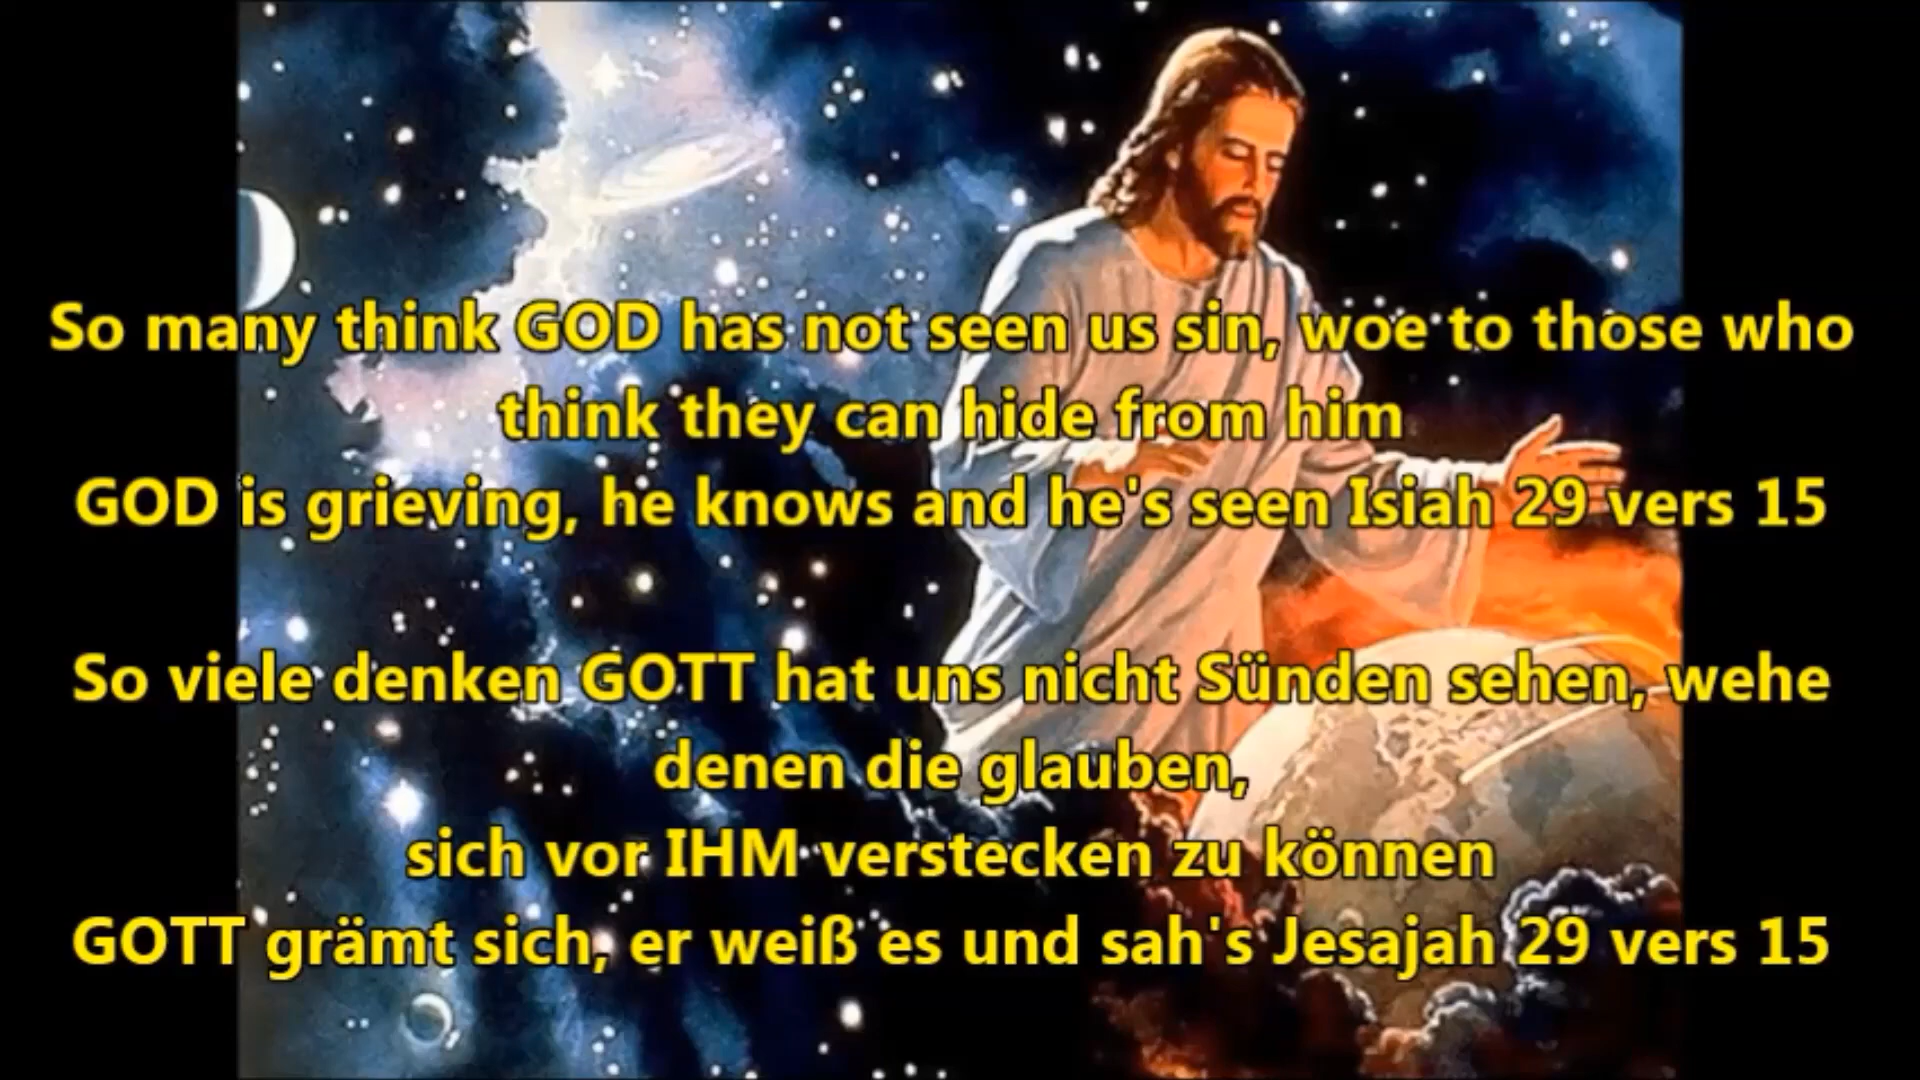 So many think GOD has not seen us sin, woe to those who
think they can hide from him
GOD is grieving, he knows and he's seen Isiah 29 vers 15
So viele denken GOTT hat uns nicht Sünden sehen, wehe
denen die glauben,
sich vor IHM verstecken zu können
GOTT grämt sich, er weiß es und sah's Jesajah 29 vers 15